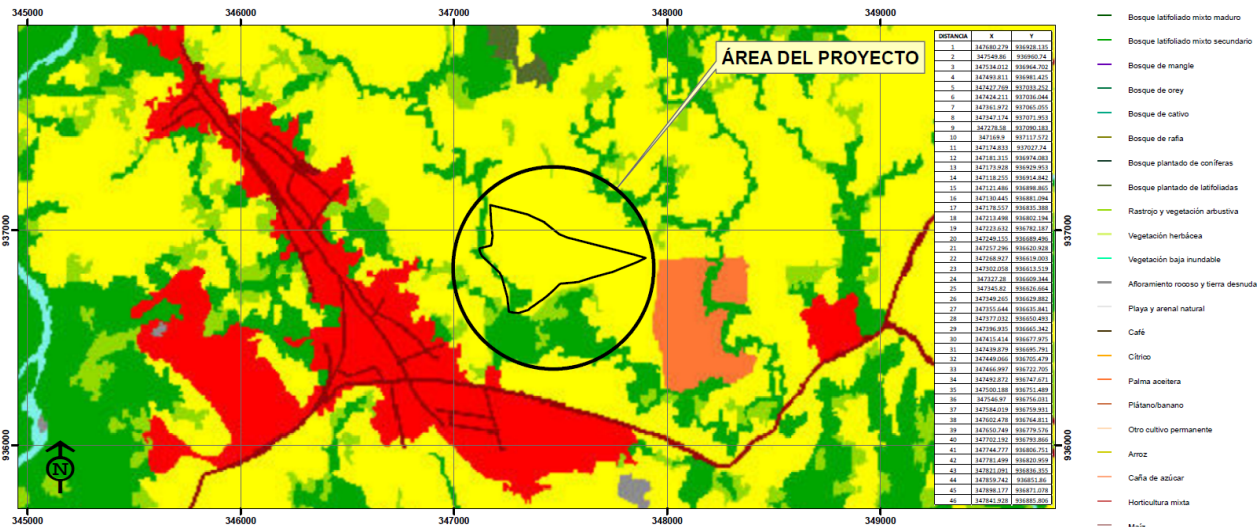 345000 346000 347000 348000 349000
ÁREA DEL PROYECTO
937000 937000
936000 936000
N
345000 346000 347000 348000 349000
DISTANCIA X Y
1 347680.279 936928.135
2 347549.86 936960.74
3 347534.012 936964.702
4 347493.811 936981.425
5 347427.769 937033.252
6 347424.211 937036.044
7 347361.972 937065.055
8 347347.174 937071.953
9 347278.58 937090.183
10 347169.9 937117.572
11 347174.833 937027.74
12 347181.315 936974.083
13 347173.928 936929.953
14 347118.255 936914.842
15 347121.486 936898.865
16 347130.445 936881.094
17 347178.557 936835.388
18 347213.498 936802.194
19 347223.632 936782.187
20 347249.155 936689.496
21 347257.296 936620.928
22 347268.927 936619.003
23 347302.058 936613.519
24 347327.28 936609.344
25 347345.82 936626.664
26 347349.265 936629.882
27 347355.644 936635.841
28 347377.032 936650.493
29 347396.935 936665.342
30 347415.414 936677.975
31 347439.879 936695.791
32 347449.066 936705.479
33 347466.997 936722.705
34 347492.872 936747.671
35 347500.188 936751.489
36 347546.97 936756.031
37 347584.019 936759.931
38 347602.478 936764.811
39 347650.749 936779.576
40 347702.192 936793.866
41 347744.777 936806.751
42 347781.499 936820.959
43 347821.091 936836.355
44 347859.742 936851.86
45 347898.177 936871.078
46 347841.928 936885.806
Bosque latifoliado mixto maduro
Bosque latifoliado mixto secundario
Bosque de mangle
Bosque de orey
Bosque de cativo
Bosque de rafia
Bosque plantado de coníferas
Bosque plantado de latifoliadas
Rastrojo y vegetación arbustiva
Vegetación herbácea
Vegetación baja inundable
Afloramiento rocoso y tierra desnuda
Playa y arenal natural
Café
Cítrico
Palma aceitera
Plátano/banano
Otro cultivo permanente
Arroz
Caña de azúcar
Horticultura mixta
Maíz